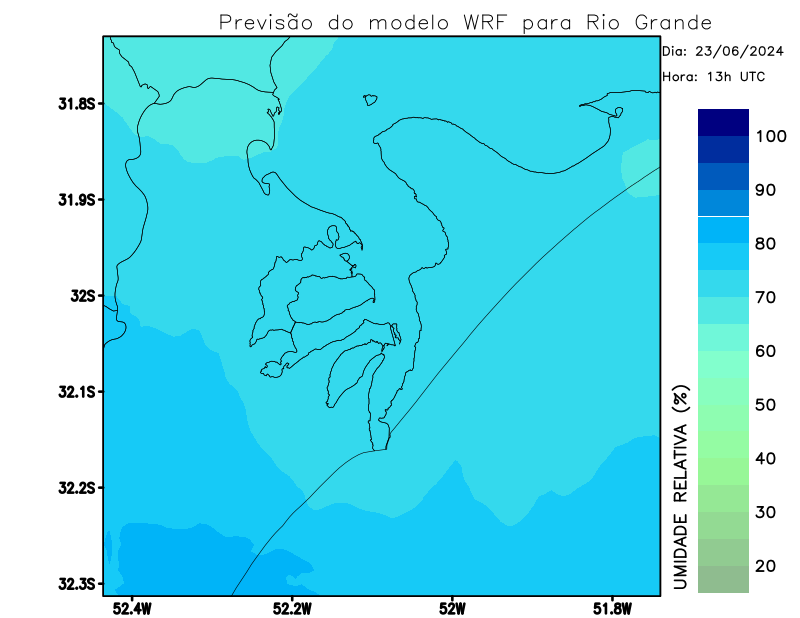 Previsão do modelo WRF para Rio Grande
Dia: 23/06/2024
Hora: 13h UTC
31.8S
31.9S
32S
32.1S
32.2S
32.3S
52.4W
52.2W
52W
51.8W
100
90
80
70
60
50
40
30
20
UMIDADE RELATIVA (%)